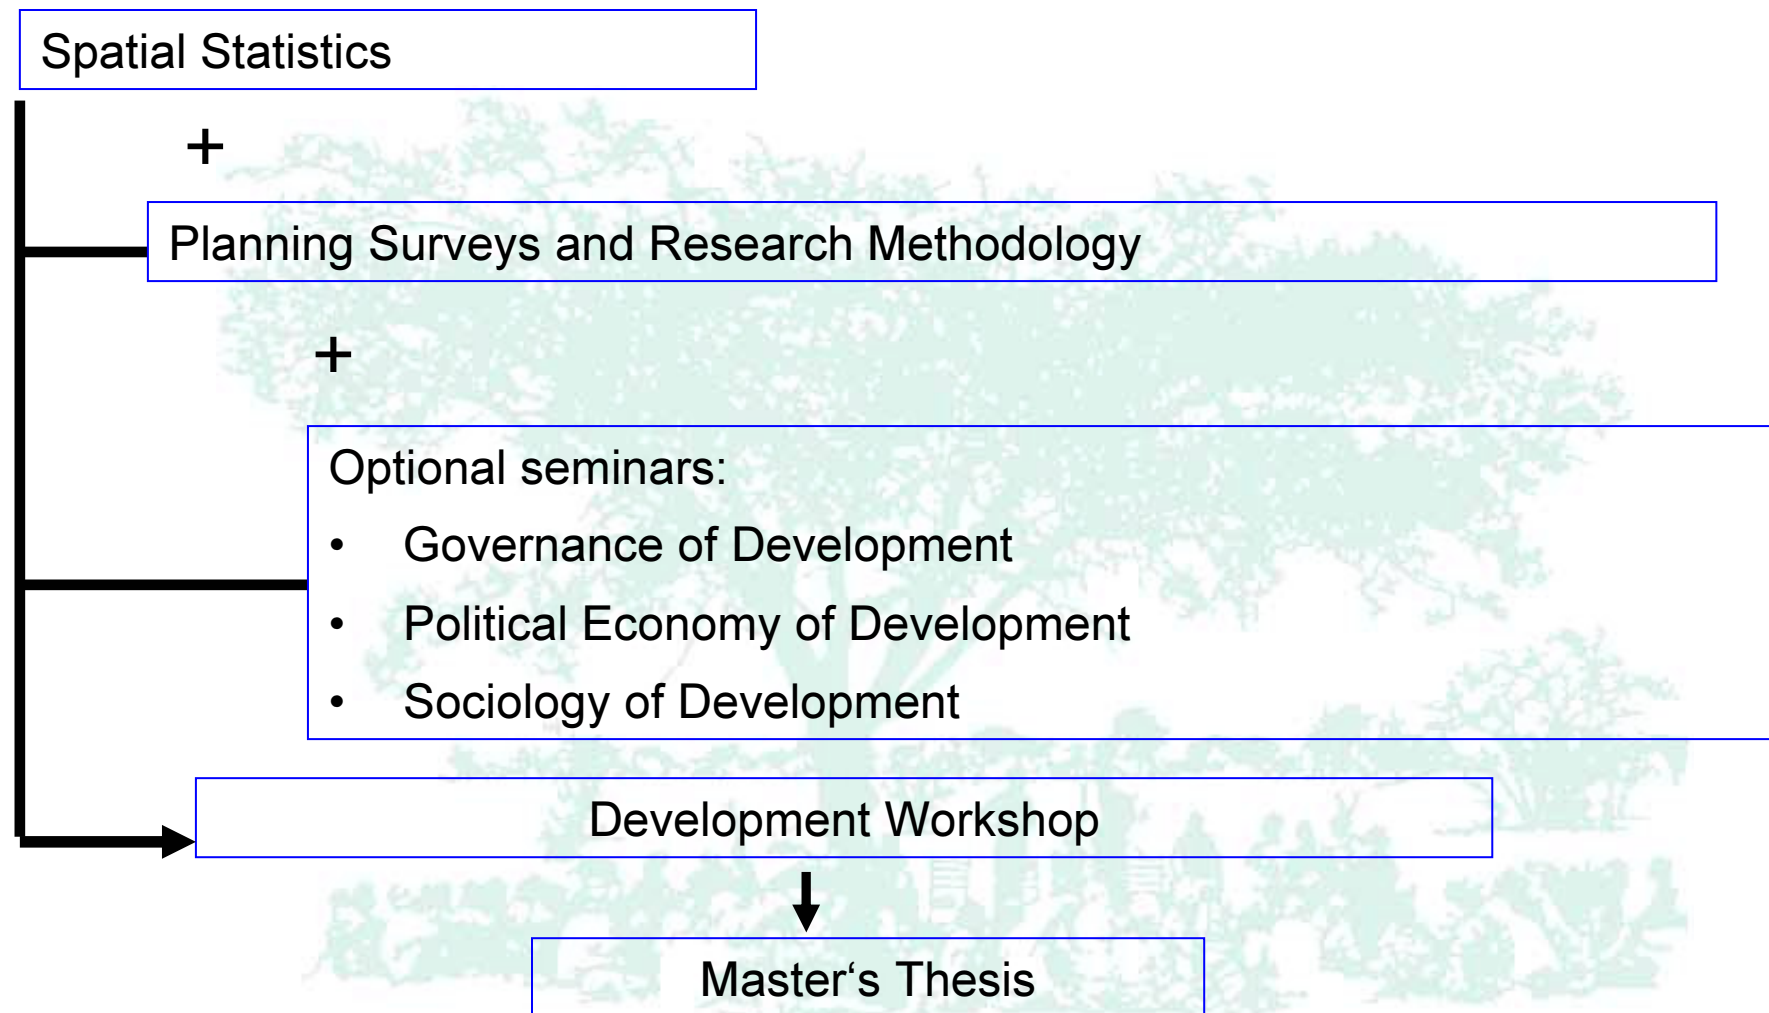 Spatial Statistics
+
Planning Surveys and Research Methodology
+
Optional seminars:
• Governance of Development
• Political Economy of Development
• Sociology of Development
Development Workshop
Master‘s Thesis